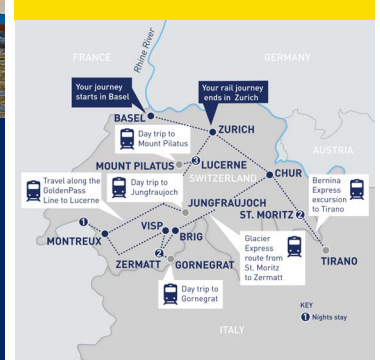 FRANCE
GERMANY
Rhine River
Your journey
starts in Basel
Your rail journey
ends in Zurich
BASEL
ZURICH
Day trip to
Mount Pilatus
AUSTRIA
MOUNT PILATUS
3 LUCERNE
SWITZERLAND
CHUR
Travel along the
GoldenPass
Line to Lucerne
Day trip to
Jungfraujoch
Bernina
Express
excursion
to Tirano
JUNGFRAUJOCH
ST. MORITZ 2
1
MONTREUX
VISP
BRIG
2
ZERMATT
GORNEGRAT
Glacier
Express
route from
St. Moritz
to Zermatt
TIRANO
Day trip to
Gornegrat
KEY
1 Nights stay
ITALY